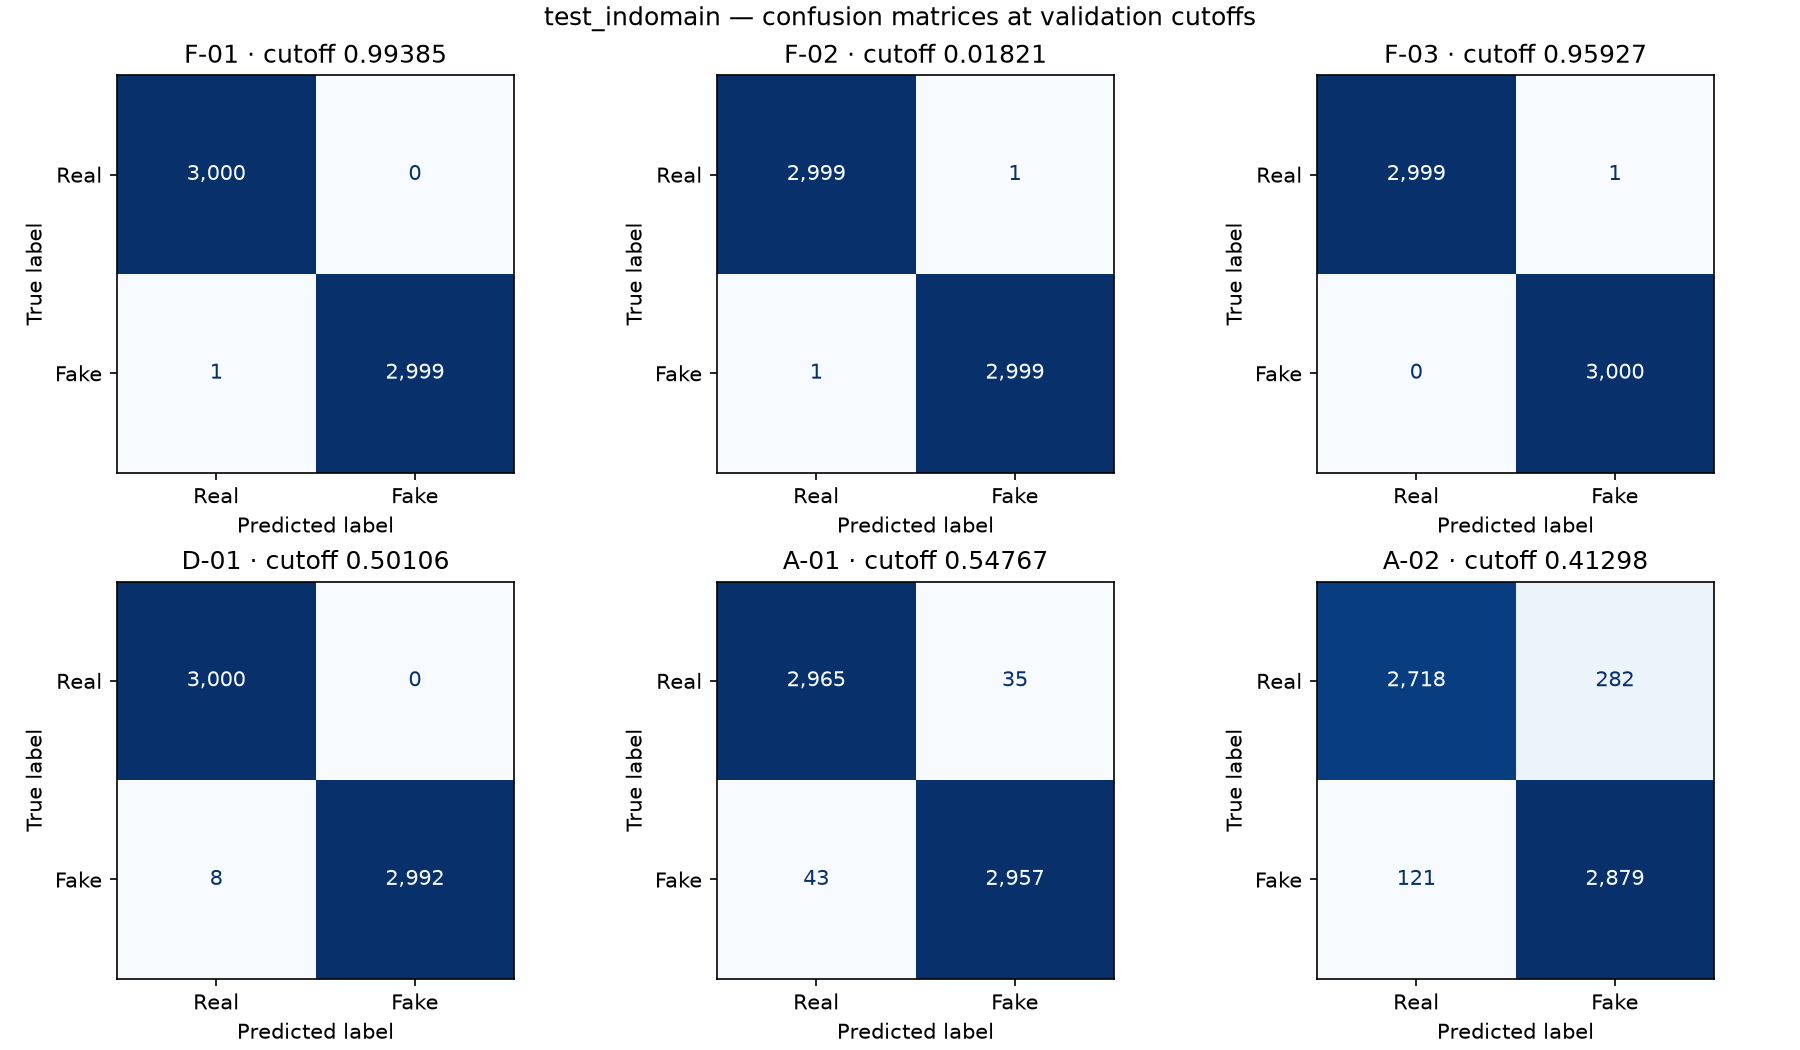 test_indomain — confusion matrices at validation cutoffs
F-01 · cutoff 0.99385
F-02 · cutoff 0.01821
F-03 · cutoff 0.95927
True label
Real
Fake
3,000
0
1
2,999
Real
Fake
Predicted label
True label
Real
Fake
2,999
1
1
2,999
Real
Fake
Predicted label
True label
Real
Fake
2,999
1
0
3,000
Real
Fake
Predicted label
D-01 · cutoff 0.50106
A-01 · cutoff 0.54767
A-02 · cutoff 0.41298
True label
Real
Fake
3,000
0
8
2,992
Real
Fake
Predicted label
True label
Real
Fake
2,965
35
43
2,957
Real
Fake
Predicted label
True label
Real
Fake
2,718
282
121
2,879
Real
Fake
Predicted label